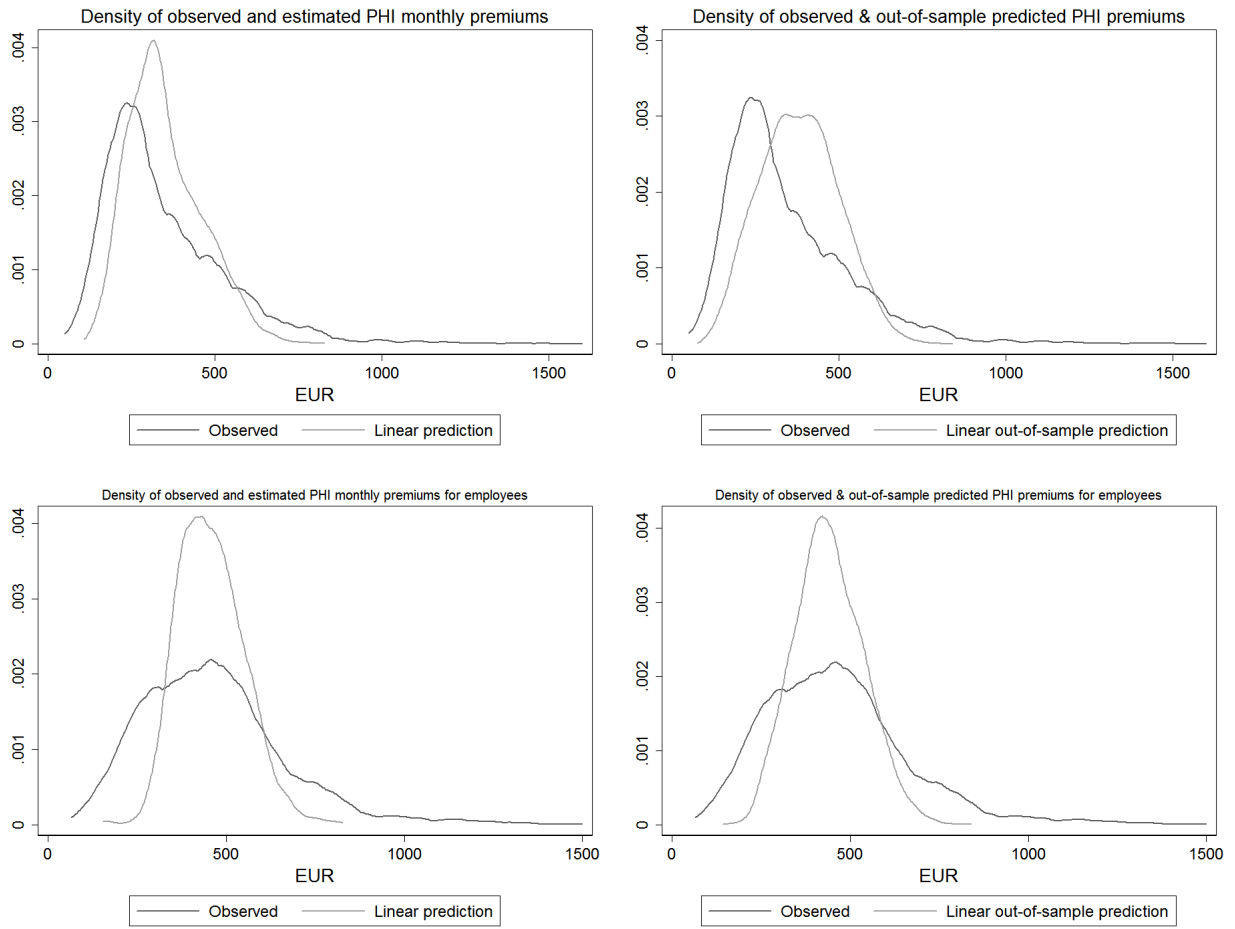 Density of observed and estimated PHI monthly premiums
.004
.003
.002
.001
0
0 500 1000 1500
EUR
Observed Linear prediction
Density of observed & out-of-sample predicted PHI premiums
.004
.003
.002
.001
0
0 500 1000 1500
EUR
Observed Linear out-of-sample prediction
Density of observed and estimated PHI monthly premiums for employees
.004
.003
.002
.001
0
0 500 1000 1500
EUR
Observed Linear prediction
Density of observed & out-of-sample predicted PHI premiums for employees
.004
.003
.002
.001
0
0 500 1000 1500
EUR
Observed Linear out-of-sample prediction